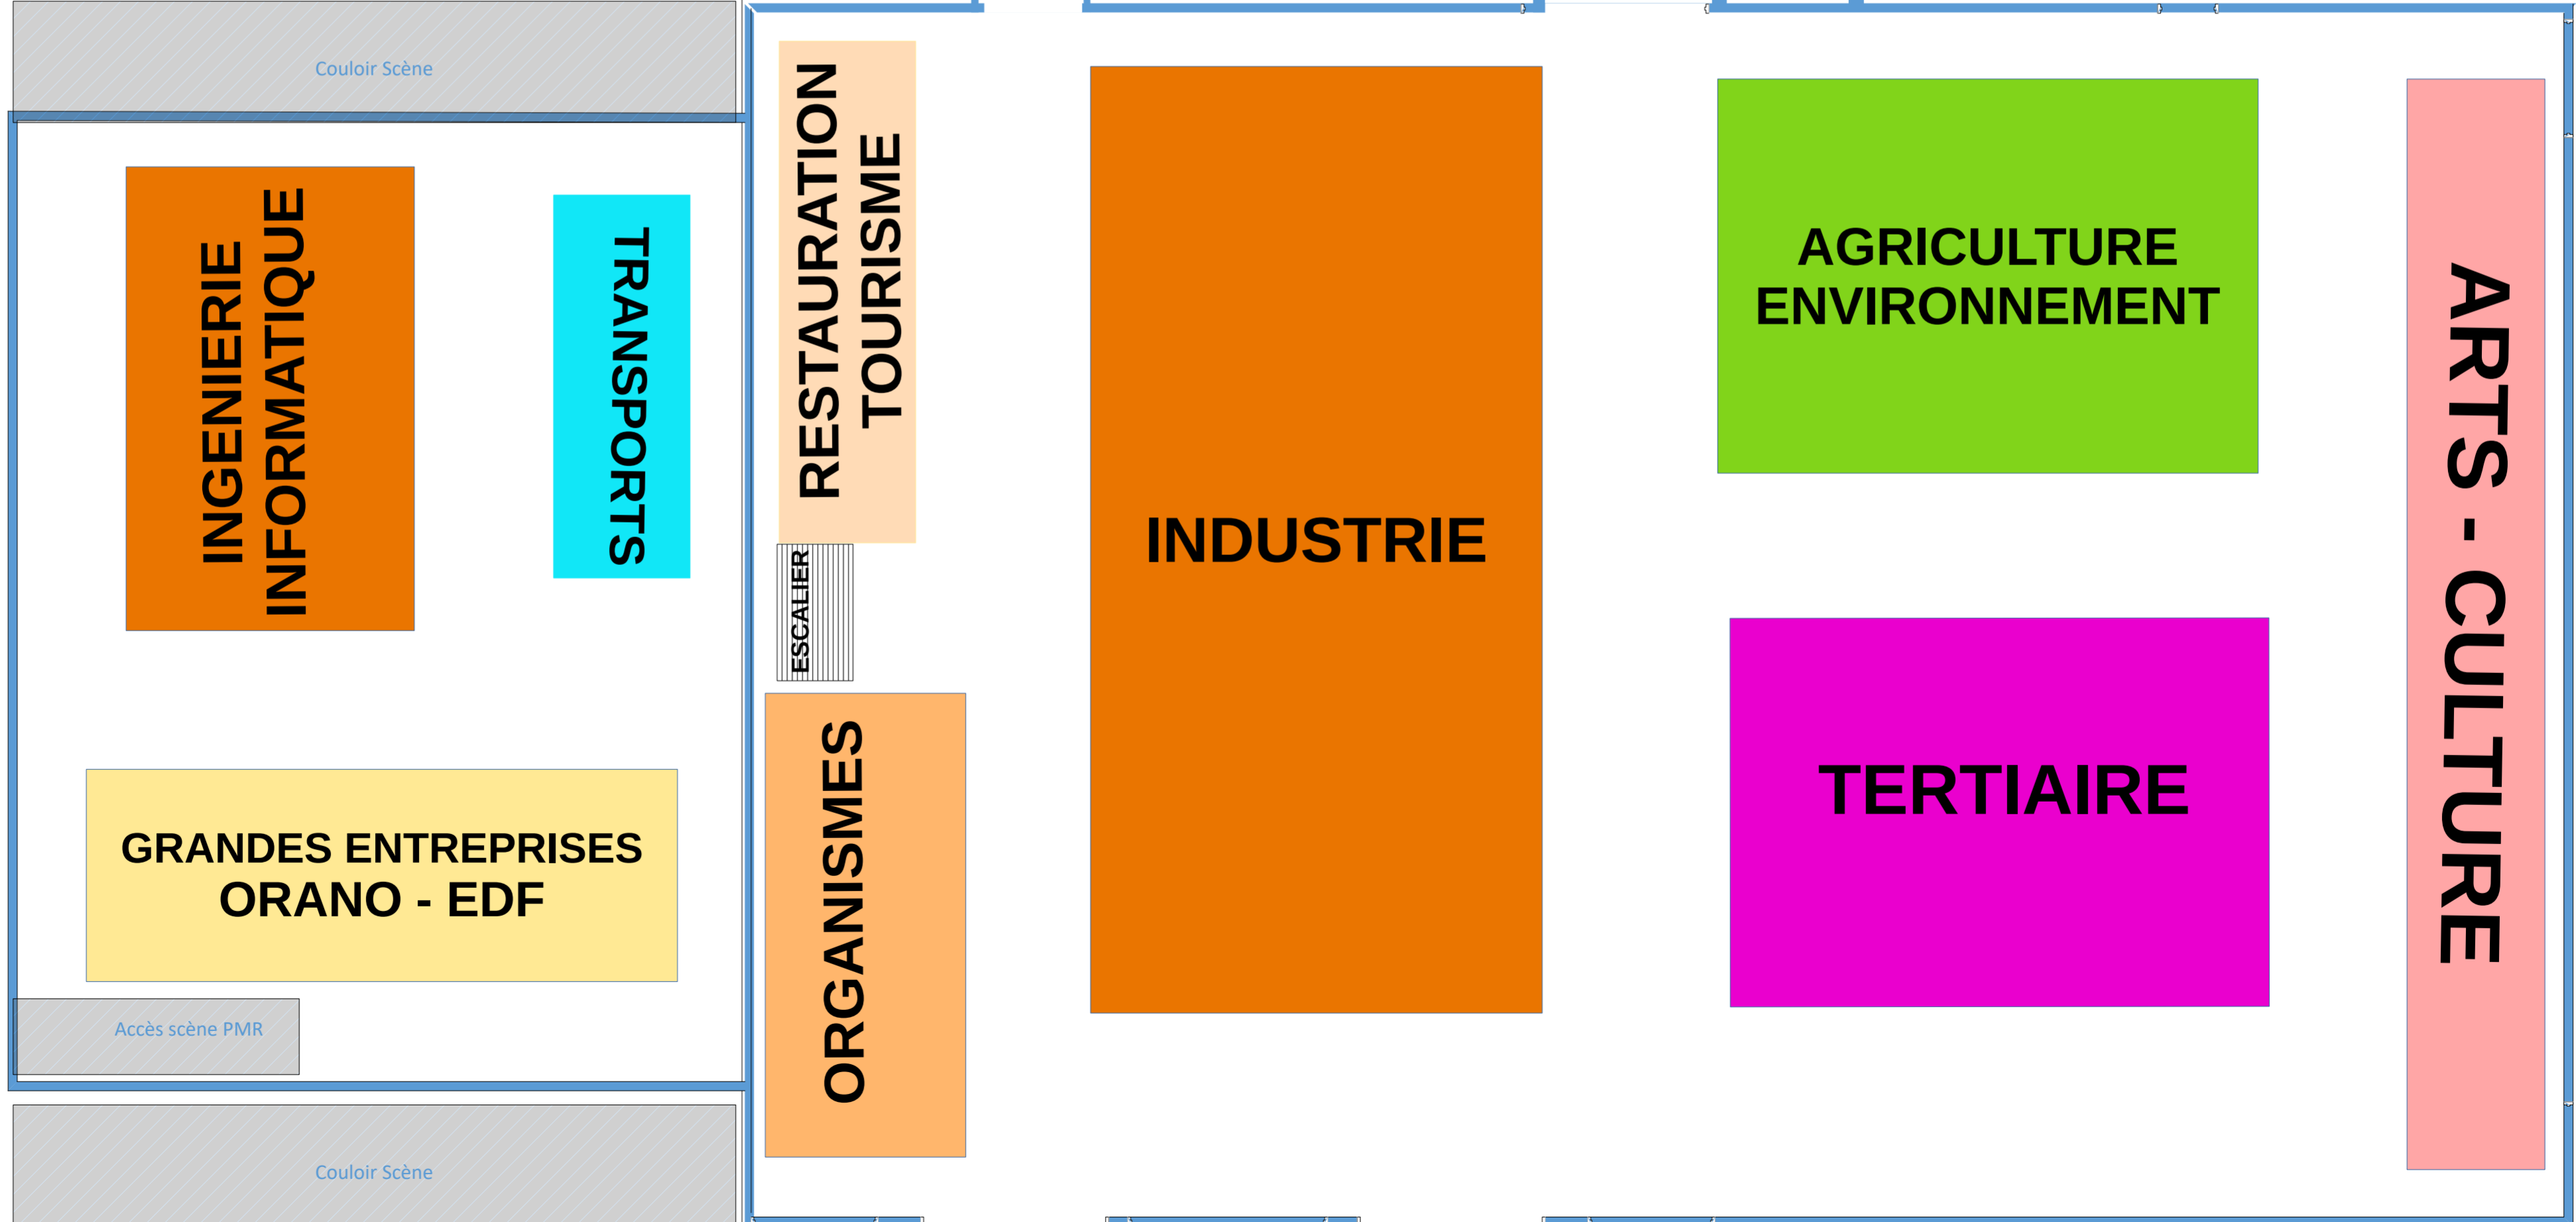 Couloir Scène
INGENIERIE
INFORMATIQUE
TRANSPORTS
GRANDES ENTREPRISES
ORANO - EDF
Accès scène PMR
Couloir Scène
RESTAURATION
TOURISME
ESCALIER
ORGANISMES
INDUSTRIE
AGRICULTURE
ENVIRONNEMENT
TERTIAIRE
ARTS - CULTURE